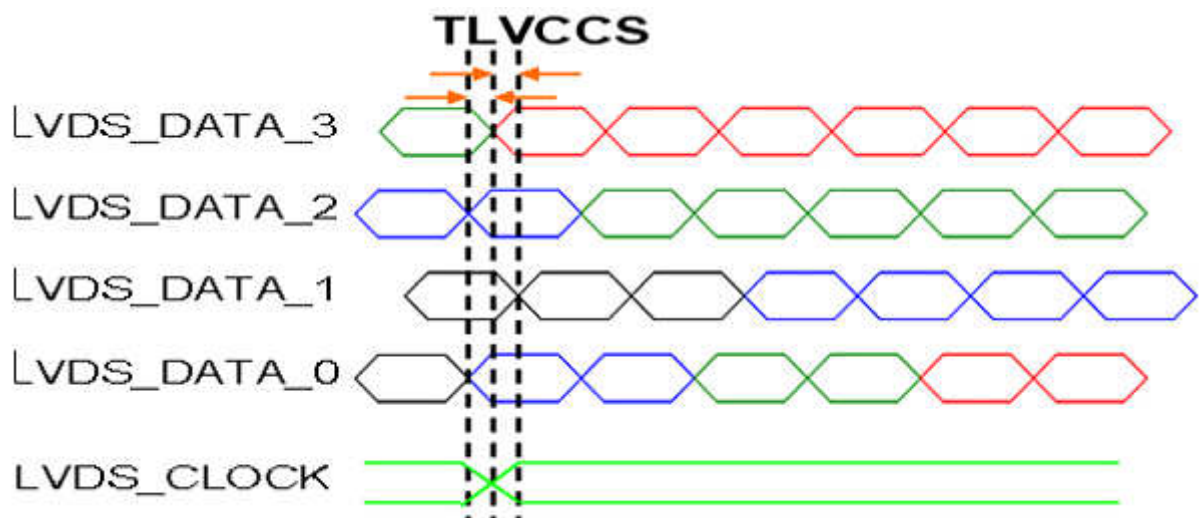 TLVCCS
LVDS_DATA_3
LVDS_DATA_2
LVDS_DATA_1
LVDS_DATA_0
LVDS_CLOCK